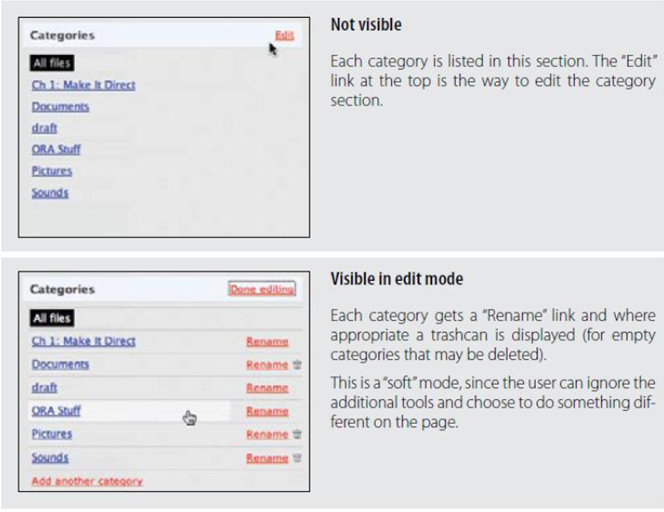 Categories Edit
All files
Ch 1: Make It Direct
Documents
draft
ORA Stuff
Pictures
Sounds
Not visible
Each category is listed in this section. The “Edit”
link at the top is the way to edit the category
section.
Categories Done editing
All files
Ch 1: Make It Direct Rename
Documents Rename
draft Rename
ORA Stuff Rename
Pictures Rename
Sounds Rename
Add another category
Visible in edit mode
Each category gets a “Rename” link and where
appropriate a trashcan is displayed (for empty
categories that may be deleted).
This is a “soft” mode, since the user can ignore the
additional tools and choose to do something dif-
ferent on the page.